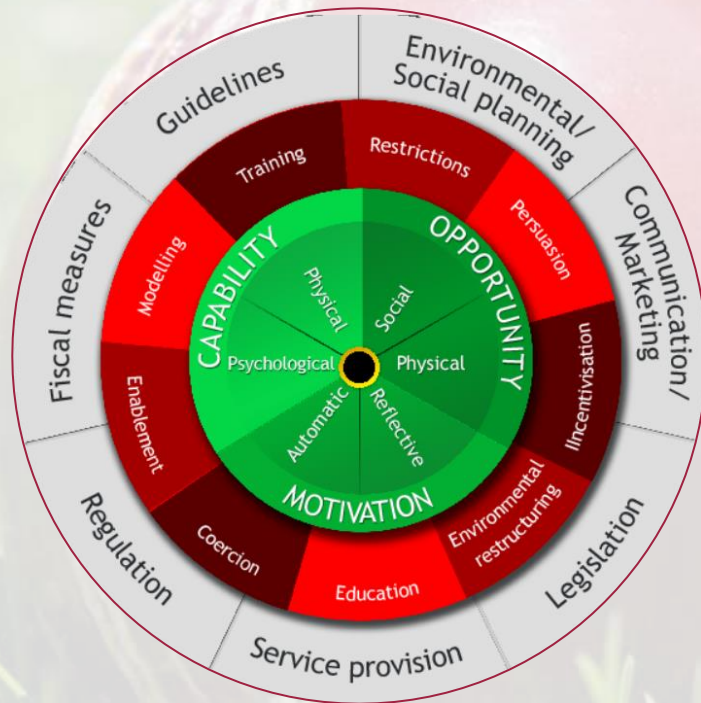 Environmental/
Social planning
Communication/
Marketing
Legislation
Service provision
Regulation
Fiscal measures
Guidelines
Restrictions
Persuasion
IIncentivisation
Environmental
restructuring
Education
Coercion
Enablement
Modelling
Training
CAPABILITY
OPPORTUNITY
MOTIVATION
Physical
Social
Psychological
Physical
Automatic
Reflective